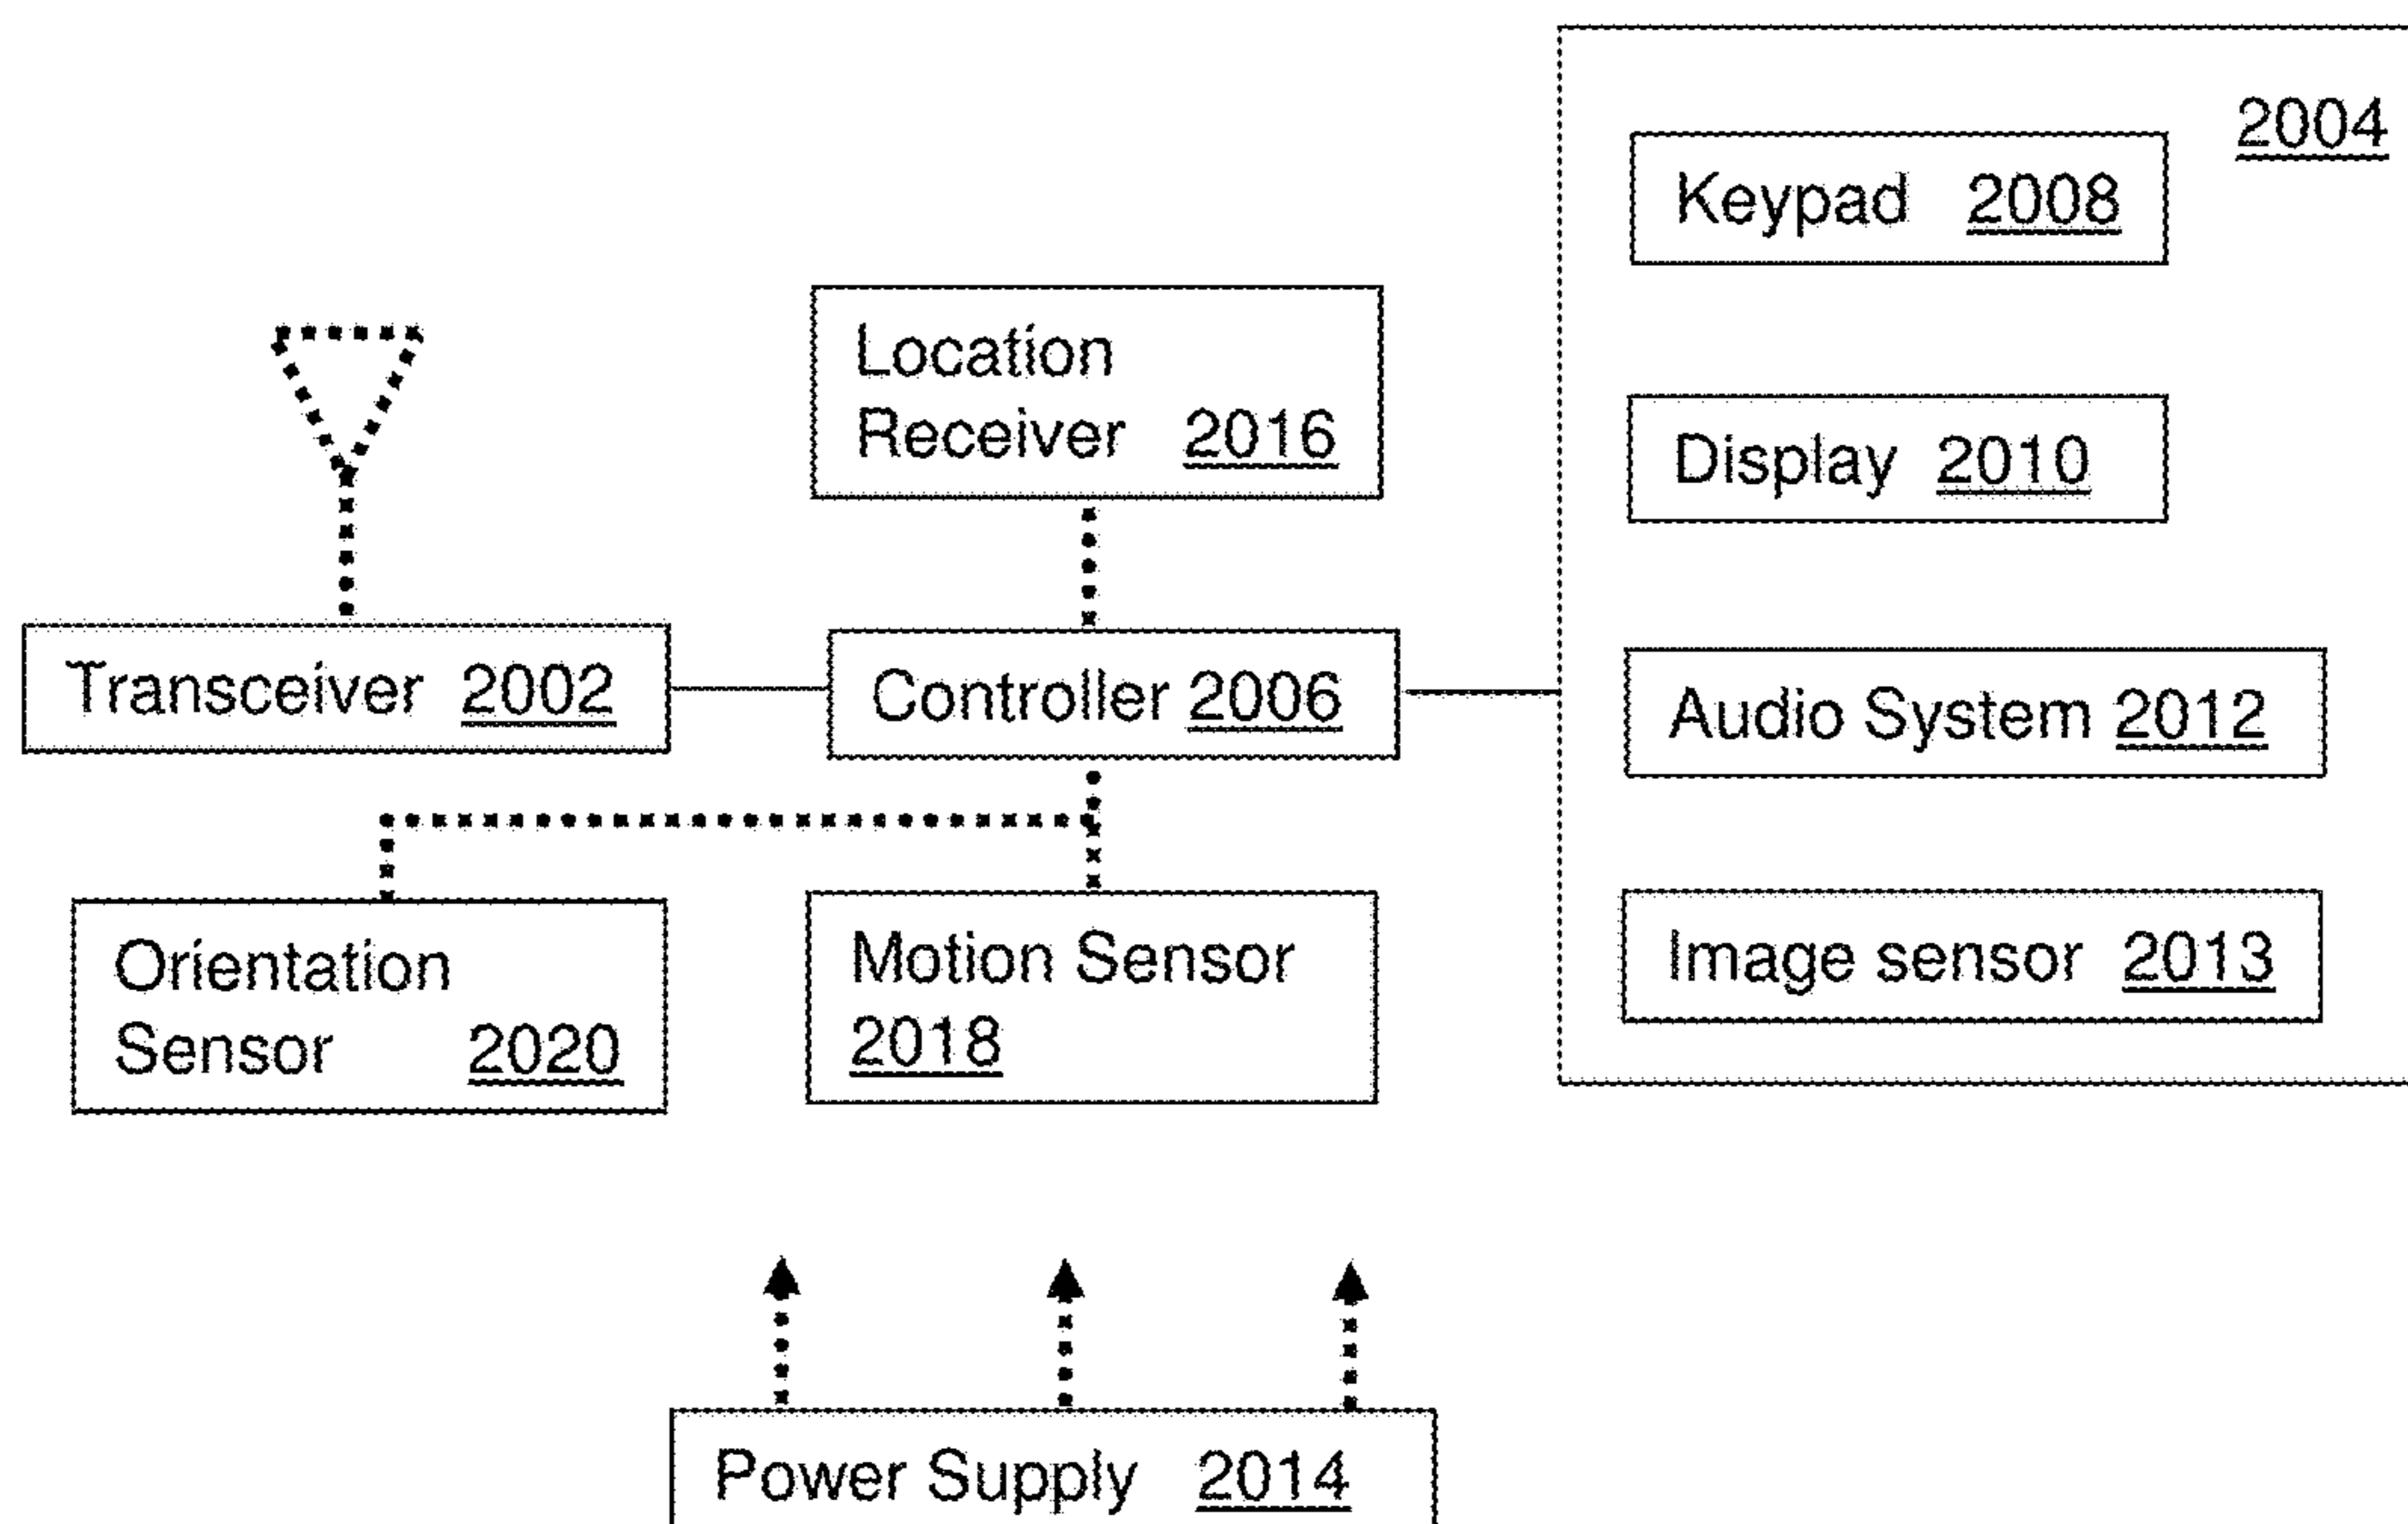 2004
Keypad 2008
Location
Receiver 2016
Display 2010
Transceiver 2002
Controller 2006
Audio System 2012
Orientation
Sensor 2020
Motion Sensor
2018
Image sensor 2013
Power Supply 2014